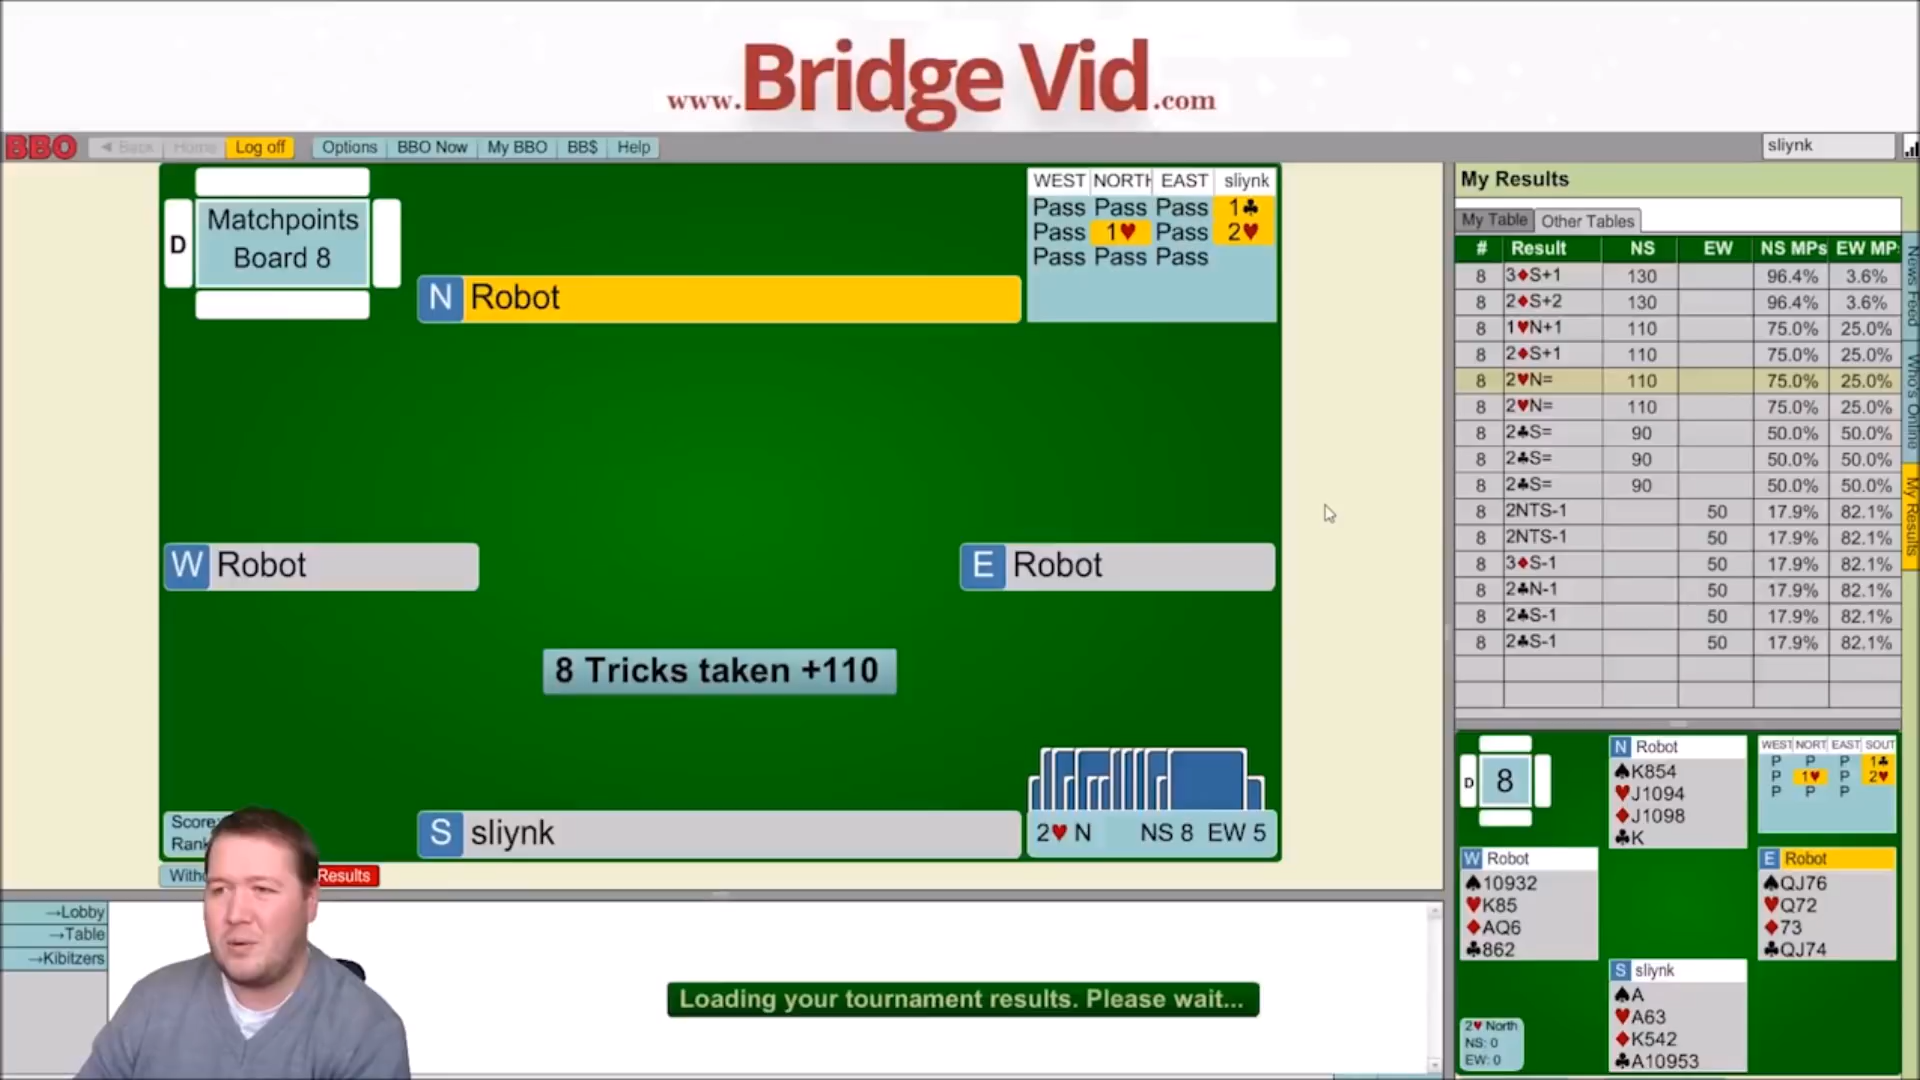 www.Bridge Vid.com
BBO ◄ Back Home Log off Options BBO Now My BBO BB$ Help sliynk
Matchpoints
Board 8
D
WEST NORTH EAST sliynk
Pass Pass Pass 1♣
Pass 1♥ Pass 2♥
Pass Pass Pass
N Robot
W Robot
E Robot
8 Tricks taken +110
S sliynk
2♥ N NS 8 EW 5
Score:
Rank
Results
→Lobby
→Table
→Kibitzers
Loading your tournament results. Please wait...
My Results
My Table Other Tables
# Result NS EW NS MPs EW MP
8 3♦S+1 130 96.4% 3.6%
8 2♦S+2 130 96.4% 3.6%
8 1♥N+1 110 75.0% 25.0%
8 2♦S+1 110 75.0% 25.0%
8 2♥N= 110 75.0% 25.0%
8 2♥N= 110 75.0% 25.0%
8 2♣S= 90 50.0% 50.0%
8 2♣S= 90 50.0% 50.0%
8 2♣S= 90 50.0% 50.0%
8 2NTS-1 50 17.9% 82.1%
8 2NTS-1 50 17.9% 82.1%
8 3♦S-1 50 17.9% 82.1%
8 2♣N-1 50 17.9% 82.1%
8 2♣S-1 50 17.9% 82.1%
8 2♣S-1 50 17.9% 82.1%
News Feed
Who's Online
My Results
D 8
N Robot
♠K854
♥J1094
♦J1098
♣K
WEST NORT EAST SOUT
P P P 1♣
P 1♥ P 2♥
P P P
W Robot
♠10932
♥K85
♦AQ6
♣862
E Robot
♠QJ76
♥Q72
♦73
♣QJ74
S sliynk
♠A
♥A63
♦K542
♣A10953
2♥ North
NS: 0
EW: 0